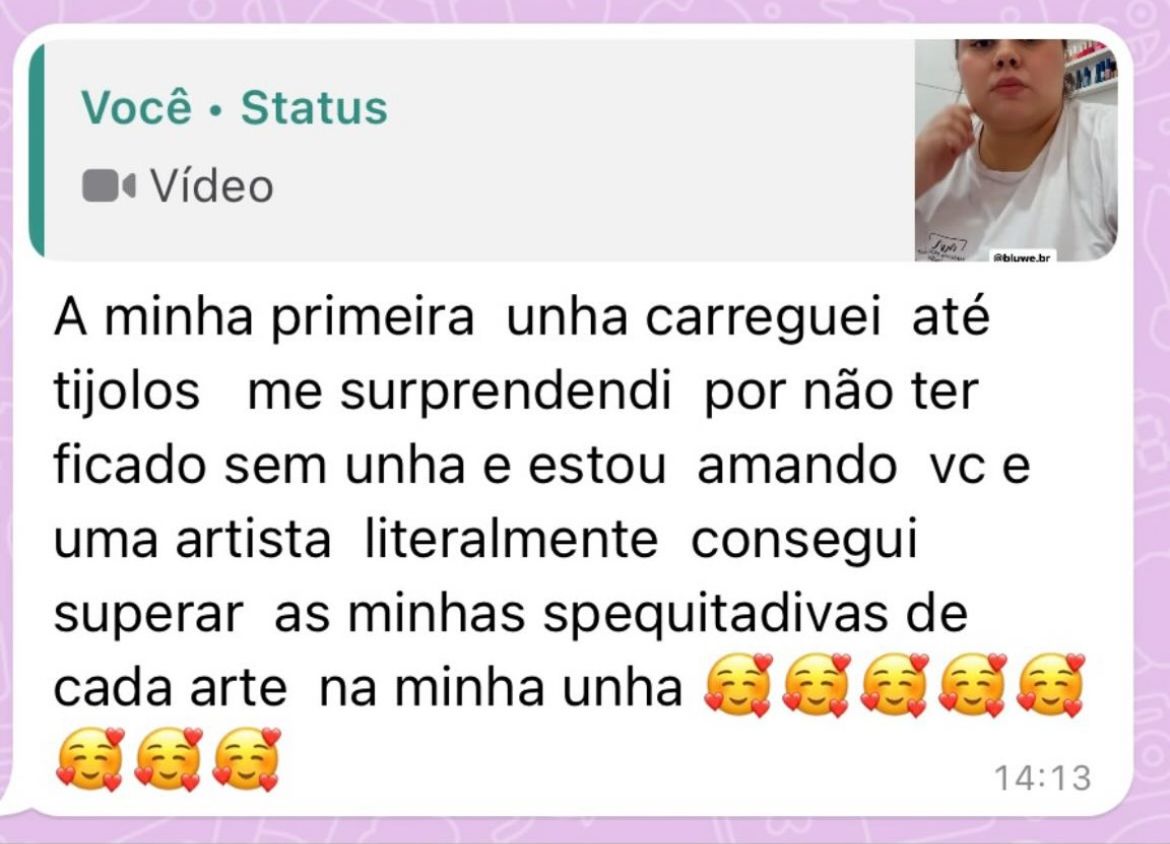 Você • Status
Vídeo
@bluwe.br
A minha primeira unha carreguei até
tijolos me surprendendi por não ter
ficado sem unha e estou amando vc e
uma artista literalmente consegui
superar as minhas spequitadivas de
cada arte na minha unha 🥰🥰🥰🥰🥰
🥰🥰🥰
14:13